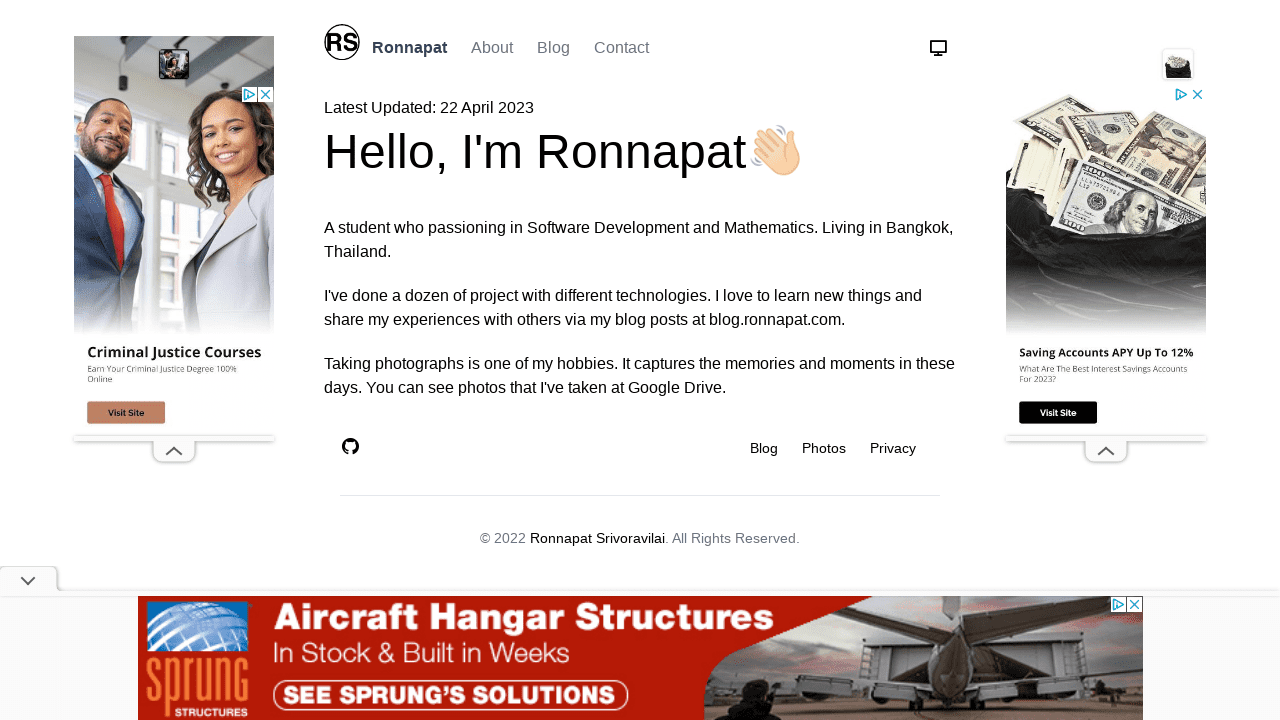 RS
Ronnapat
About
Blog
Contact
Latest Updated: 22 April 2023
Hello, I'm Ronnapat👋🏼
A student who passioning in Software Development and Mathematics. Living in Bangkok,
Thailand.
I've done a dozen of project with different technologies. I love to learn new things and
share my experiences with others via my blog posts at blog.ronnapat.com.
Taking photographs is one of my hobbies. It captures the memories and moments in these
days. You can see photos that I've taken at Google Drive.
Blog
Photos
Privacy
© 2022 Ronnapat Srivoravilai. All Rights Reserved.
Criminal Justice Courses
Earn Your Criminal Justice Degree 100%
Online
Visit Site
Saving Accounts APY Up To 12%
What Are The Best Interest Savings Accounts
For 2023?
Visit Site
sprung
STRUCTURES
Aircraft Hangar Structures
In Stock & Built in Weeks
SEE SPRUNG'S SOLUTIONS